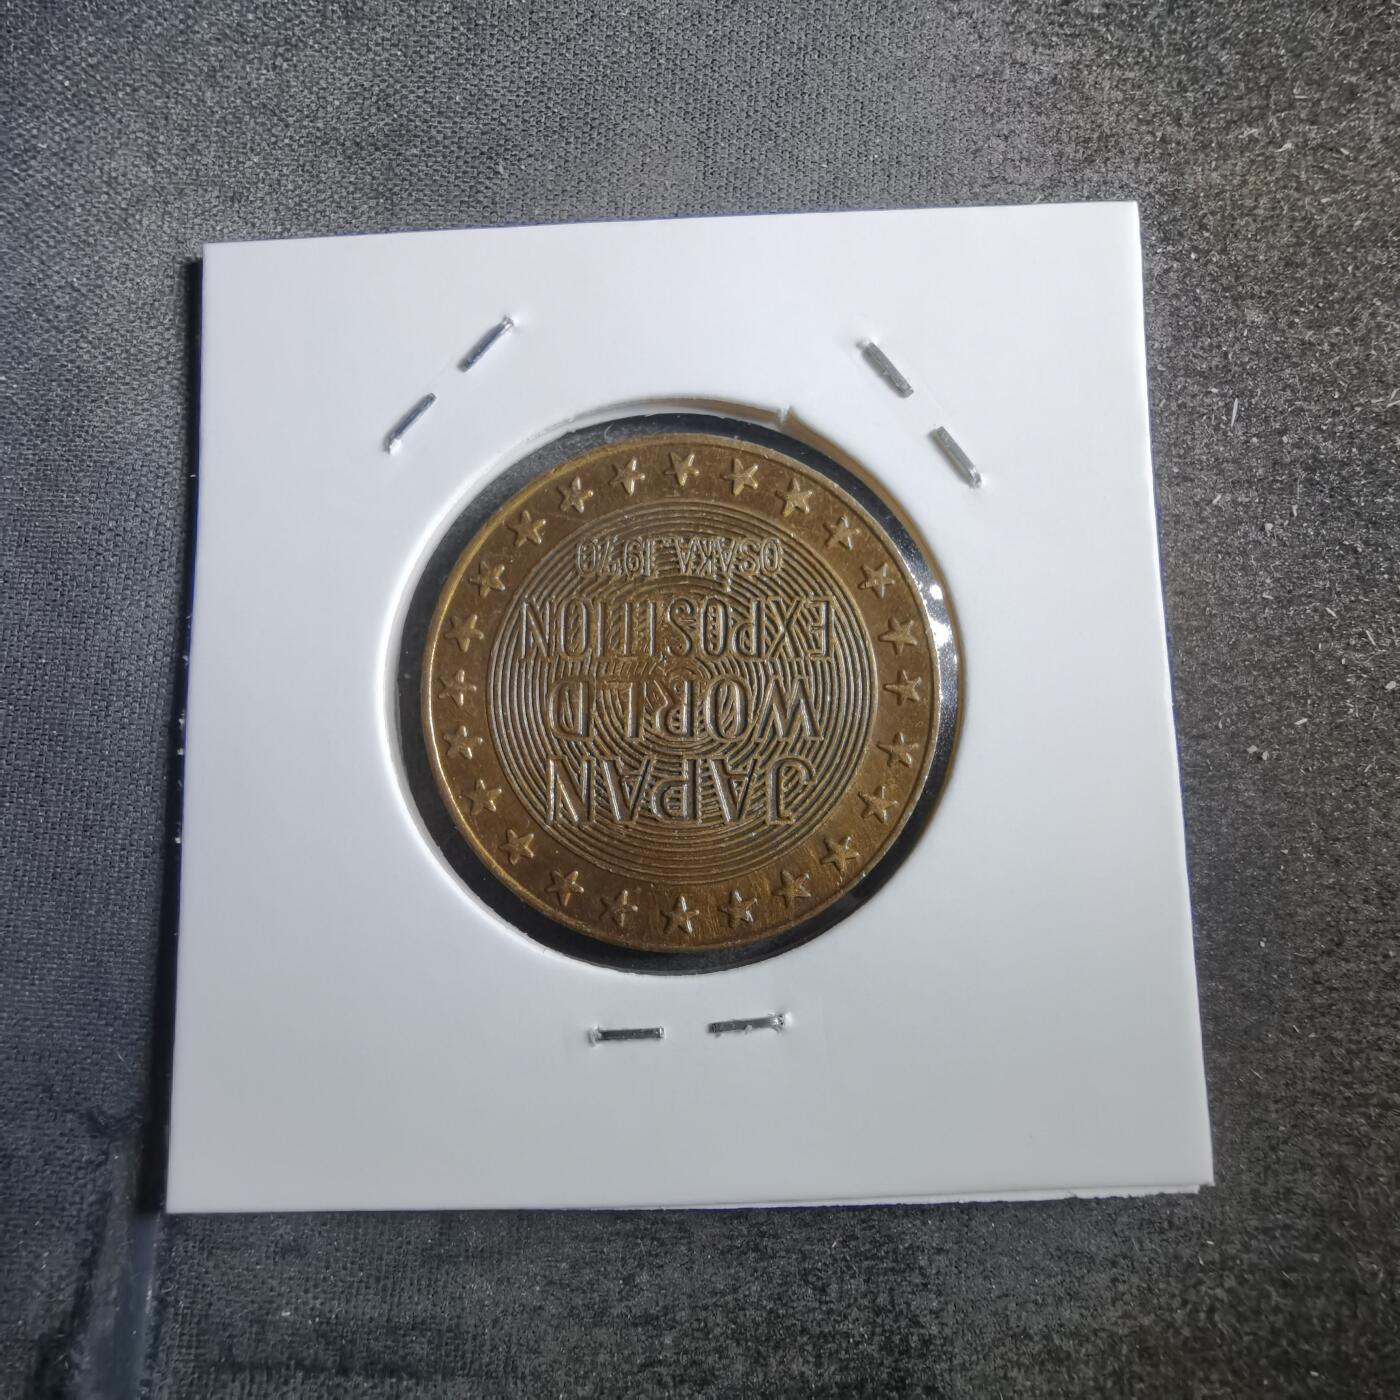 JAPAN
WORLD
EXPOSITION
OSAKA 1970